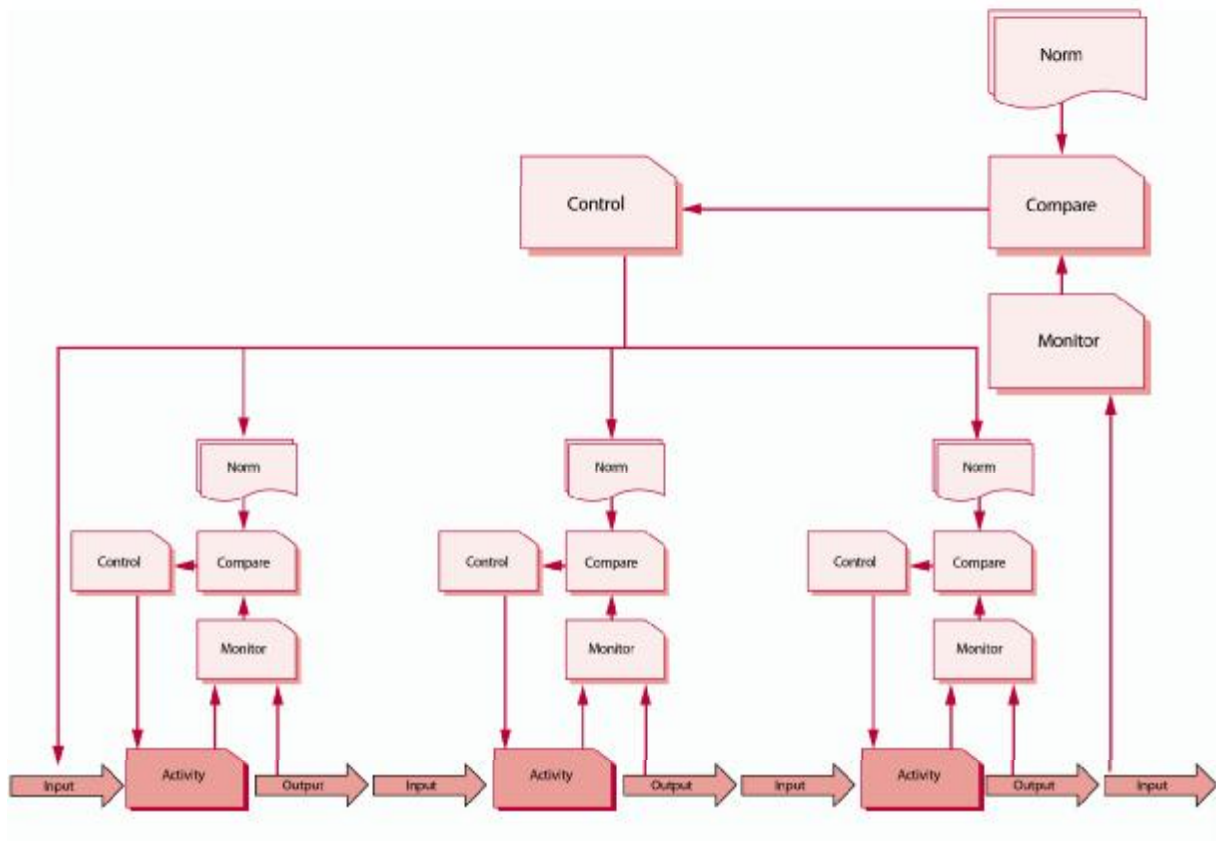 Norm
Control
Compare
Monitor
Norm
Norm
Norm
Control
Compare
Control
Compare
Control
Compare
Monitor
Monitor
Monitor
Input
Activity
Output
Input
Activity
Output
Input
Activity
Output
Input